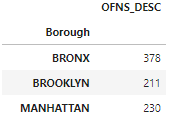 OFNS_DESC
Borough
BRONX 378
BROOKLYN 211
MANHATTAN 230